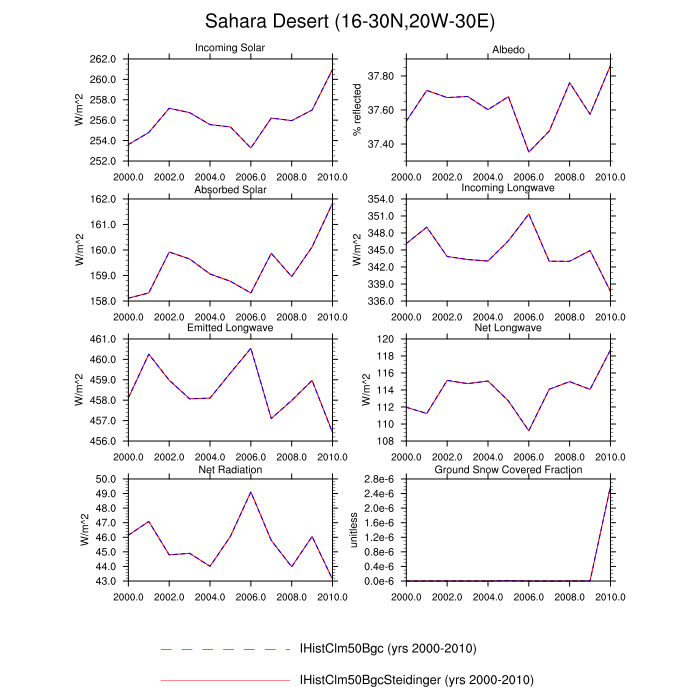 Sahara Desert (16-30N,20W-30E)
Incoming Solar
Albedo
262.0
260.0
258.0
256.0
254.0
252.0
W/m^2
2000.0 2002.0 2004.0 2006.0 2008.0 2010.0
37.80
37.60
37.40
% reflected
2000.0 2002.0 2004.0 2006.0 2008.0 2010.0
Absorbed Solar
Incoming Longwave
162.0
161.0
160.0
159.0
158.0
W/m^2
2000.0 2002.0 2004.0 2006.0 2008.0 2010.0
354.0
351.0
348.0
345.0
342.0
339.0
336.0
W/m^2
2000.0 2002.0 2004.0 2006.0 2008.0 2010.0
Emitted Longwave
Net Longwave
461.0
460.0
459.0
458.0
457.0
456.0
W/m^2
2000.0 2002.0 2004.0 2006.0 2008.0 2010.0
120
118
116
114
112
110
108
W/m^2
2000.0 2002.0 2004.0 2006.0 2008.0 2010.0
Net Radiation
Ground Snow Covered Fraction
50.0
49.0
48.0
47.0
46.0
45.0
44.0
43.0
W/m^2
2000.0 2002.0 2004.0 2006.0 2008.0 2010.0
2.8e-6
2.4e-6
2.0e-6
1.6e-6
1.2e-6
0.8e-6
0.4e-6
0.0e-6
unitless
2000.0 2002.0 2004.0 2006.0 2008.0 2010.0
IHistClm50Bgc (yrs 2000-2010)
IHistClm50BgcSteidinger (yrs 2000-2010)